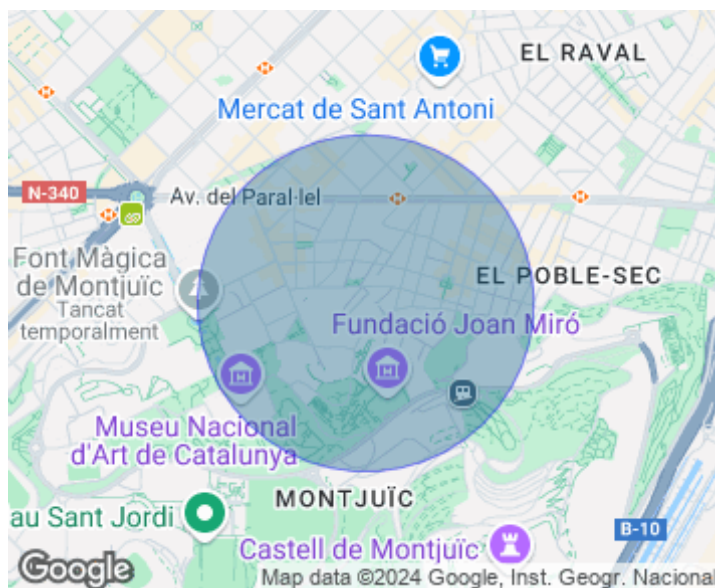 EL RAVAL
Mercat de Sant Antoni
N-340
Av. del Paral·lel
Font Màgica
de Montjuïc
Tancat
temporalment
EL POBLE-SEC
Fundació Joan Miró
Museu Nacional
d'Art de Catalunya
MONTJUÏC
au Sant Jordi
Castell de Montjuïc
B-10
Google
Map data ©2024 Google, Inst. Geogr. Nacional